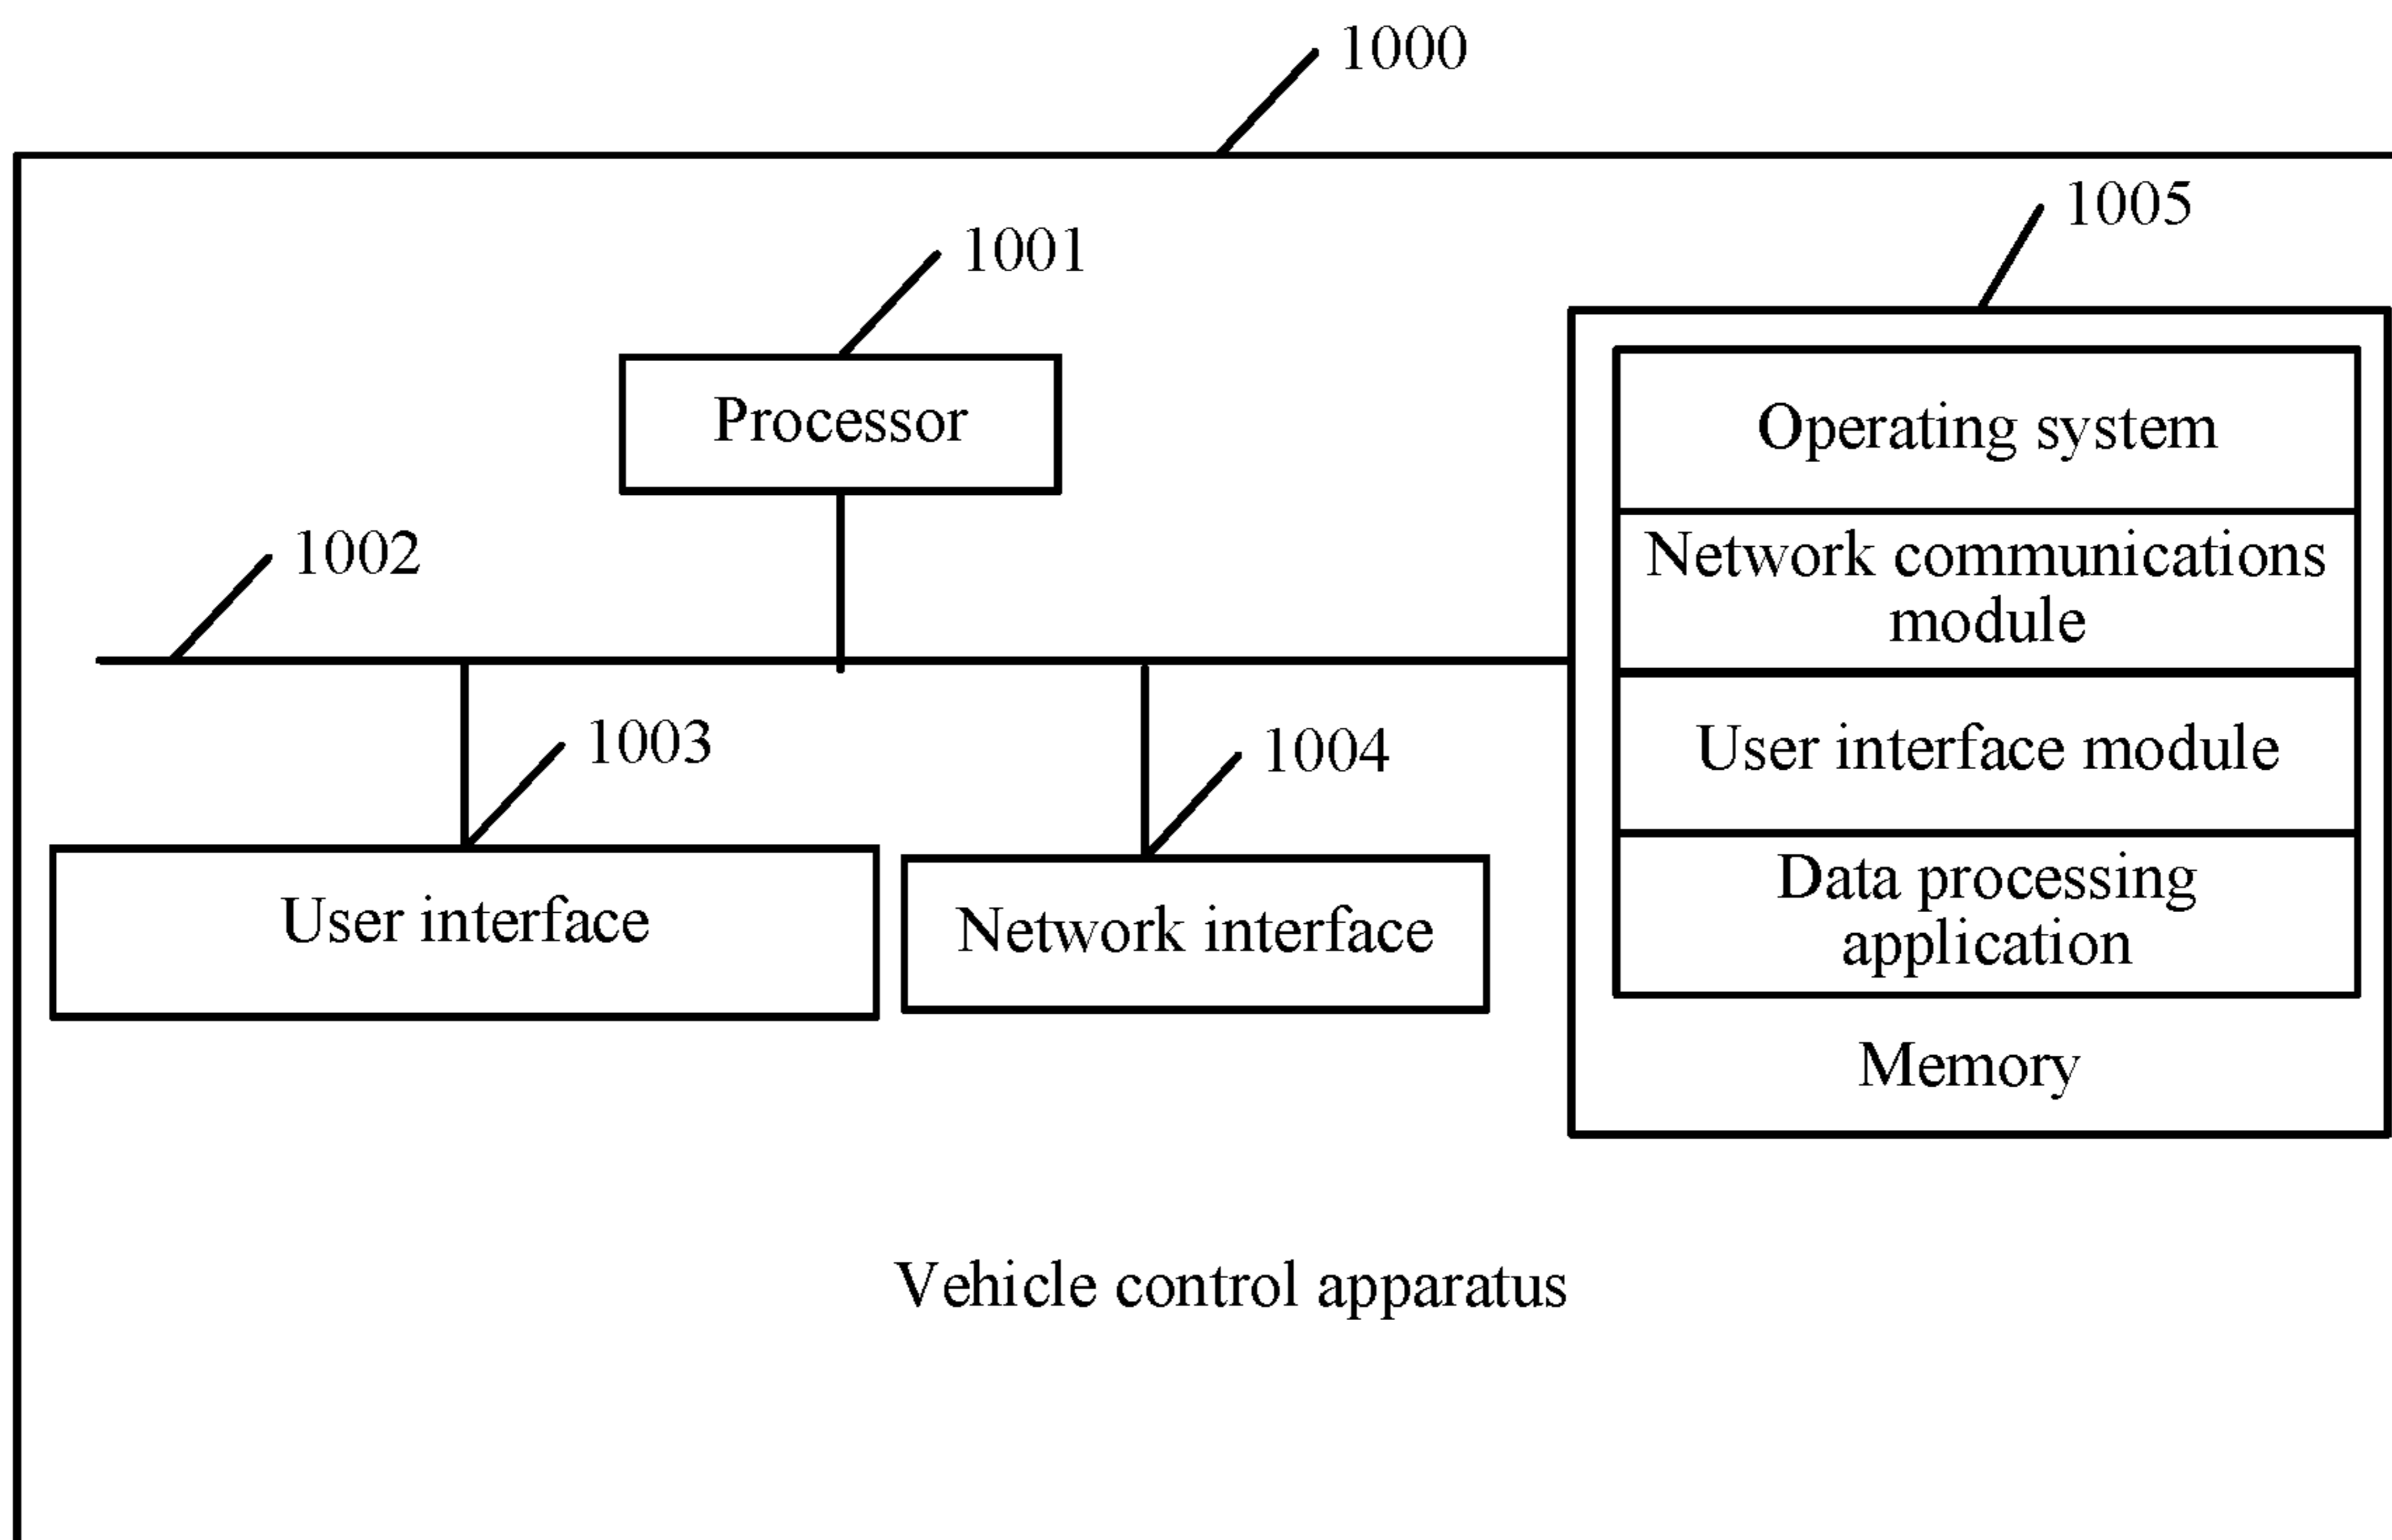 1000
1005
1001
Processor
Operating system
1002
Network communications
module
1003
1004
User interface module
User interface
Network interface
Data processing
application
Memory
Vehicle control apparatus